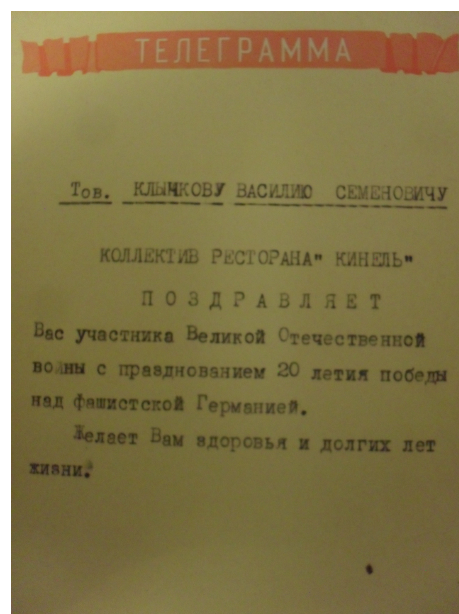 ТЕЛЕГРАММА
Тов. КЛЫЧКОВУ ВАСИЛИЮ СЕМЕНОВИЧУ
КОЛЛЕКТИВ РЕСТОРАНА" КИНЕЛЬ"
П О З Д Р А В Л Я Е Т
Вас участника Великой Отечественной
войны с празднованием 20 летия победы
над фашистской Германией.
Желает Вам здоровья и долгих лет
жизни.